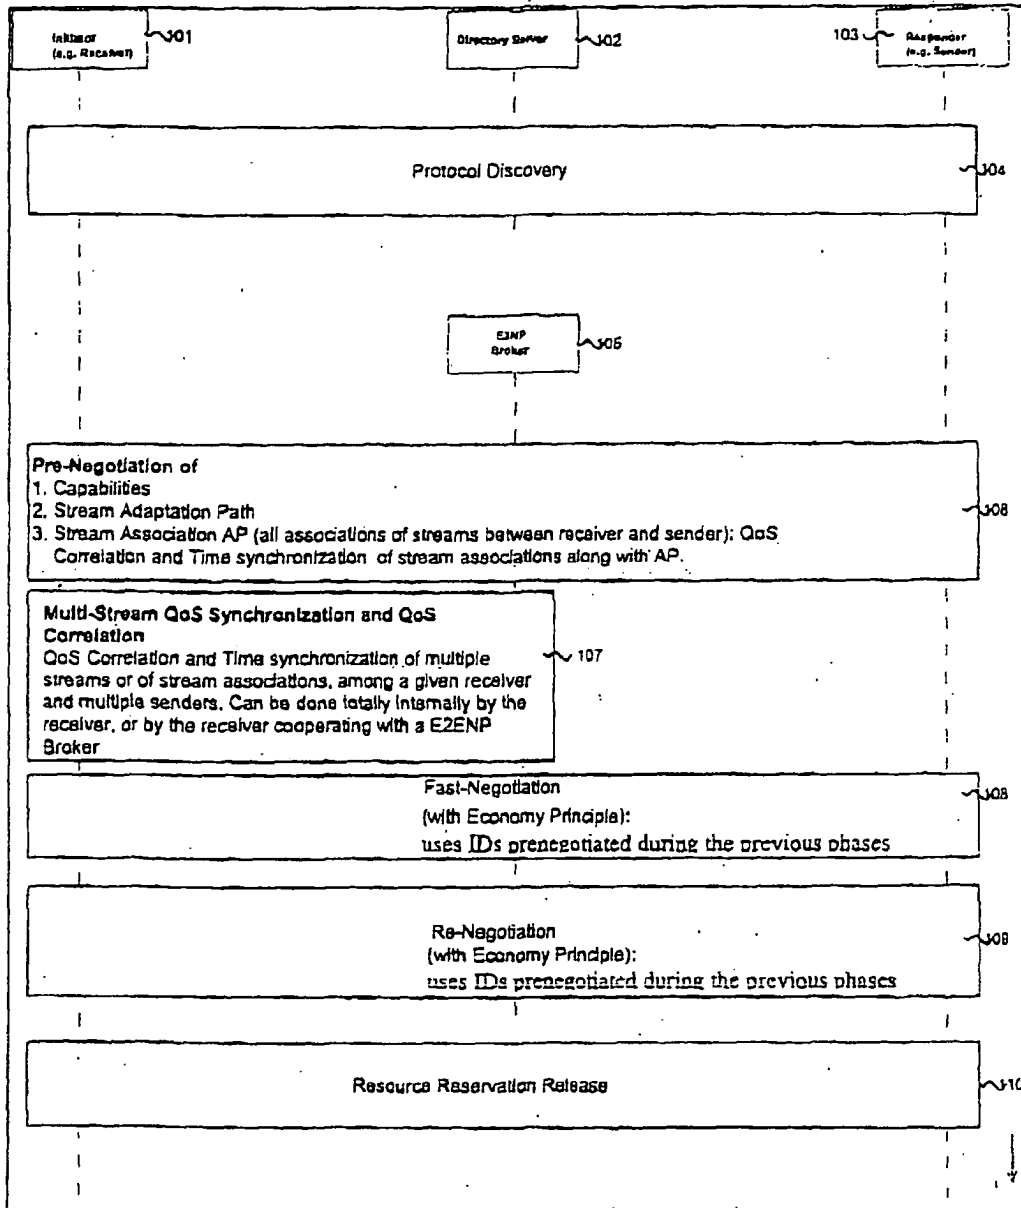 Initiator
(e.g. Receiver)
101
Directory Server
102
103
Responder
(e.g. Sender)
Protocol Discovery
104
Broker
105
Pre-Negotiation of
1. Capabilities
2. Stream Adaptation Path
3. Stream Association AP (all associations of streams between receiver and sender); QoS
Correlation and Time synchronization of stream associations along with AP.
Multi-Stream QoS Synchronization and QoS
Correlation
QoS Correlation and Time synchronization of multiple
streams or of stream associations, among a given receiver
and multiple senders. Can be done totally internally by the
receiver, or by the receiver cooperating with a E2ENP
Broker
107
Fast-Negotiation
(with Economy Principle):
uses IDs prenegotiated during the previous phases
108
Re-Negotiation
(with Economy Principle):
uses IDs prenegotiated during the previous phases
Resource Reservation Release
110